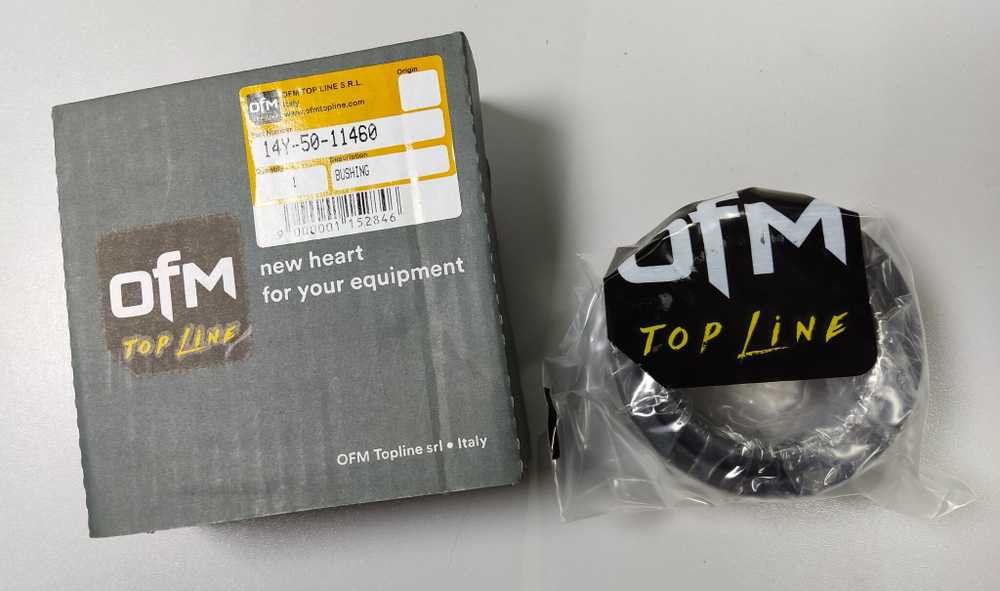 OFM TOP LINE S.R.L.
Italy
www.ofmtopline.com
Origin
ofm
Part Number
14Y-50-11460
Quantity
Description
1
BUSHING
9 000001 152846
ofm
TOP LINE
new heart
for your equipment
OFM Topline srl • Italy
ofm
TOP LINE